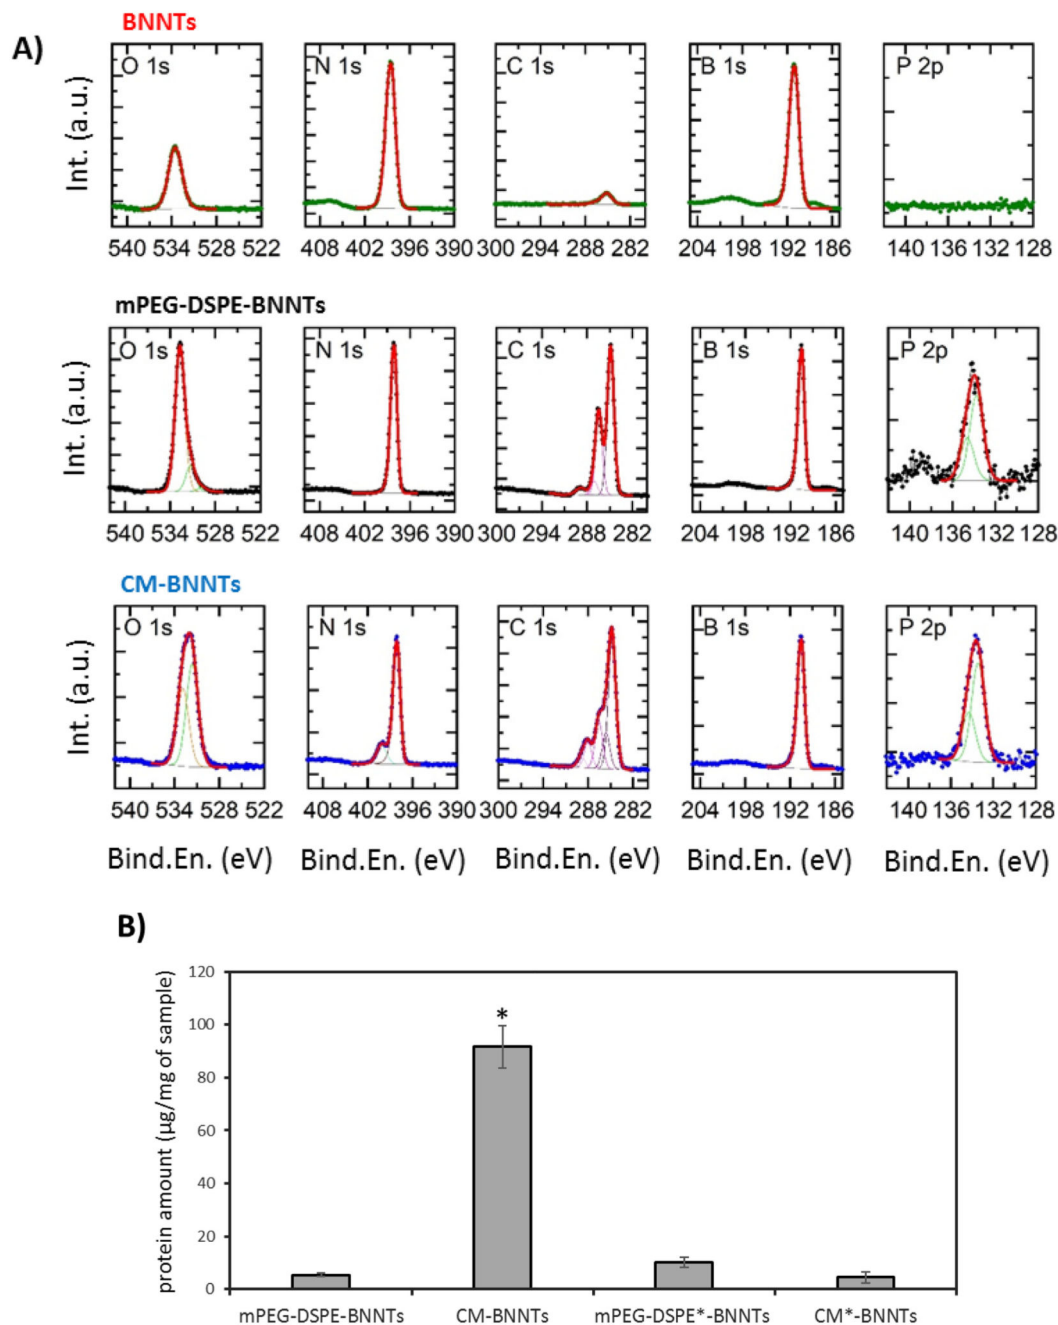 BNNTs
A)
Int. (a.u.)
O 1s N 1s C 1s B 1s P 2p
540 534 528 522 408 402 396 390 300 294 288 282 204 198 192 186 140 136 132 128
mPEG-DSPE-BNNTs
Int. (a.u.)
O 1s N 1s C 1s B 1s P 2p
540 534 528 522 408 402 396 390 300 294 288 282 204 198 192 186 140 136 132 128
CM-BNNTs
Int. (a.u.)
O 1s N 1s C 1s B 1s P 2p
540 534 528 522 408 402 396 390 300 294 288 282 204 198 192 186 140 136 132 128
Bind.En. (eV) Bind.En. (eV) Bind.En. (eV) Bind.En. (eV) Bind.En. (eV)
B)
protein amount (µg/mg of sample)
120
100
*
80
60
40
20
0
mPEG-DSPE-BNNTs CM-BNNTs mPEG-DSPE*-BNNTs CM*-BNNTs